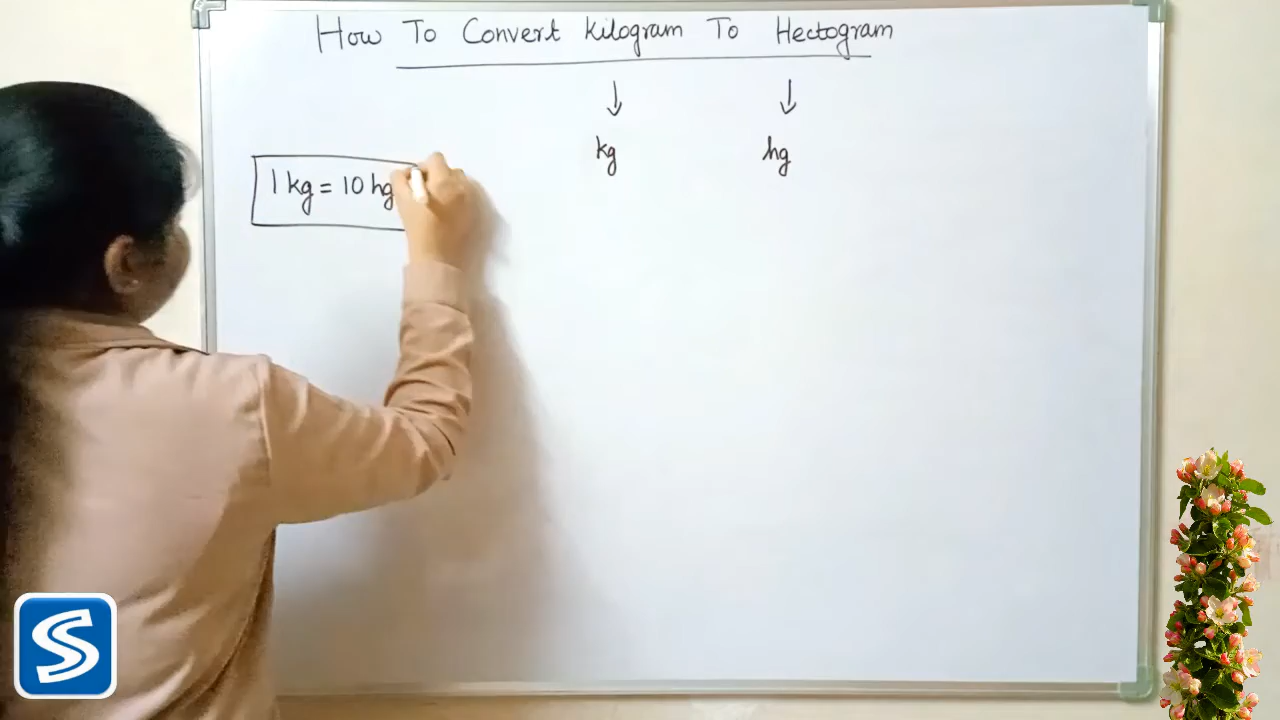 How To Convert Kilogram To Hectogram
↓ ↓
kg hg
1 kg = 10 hg
S